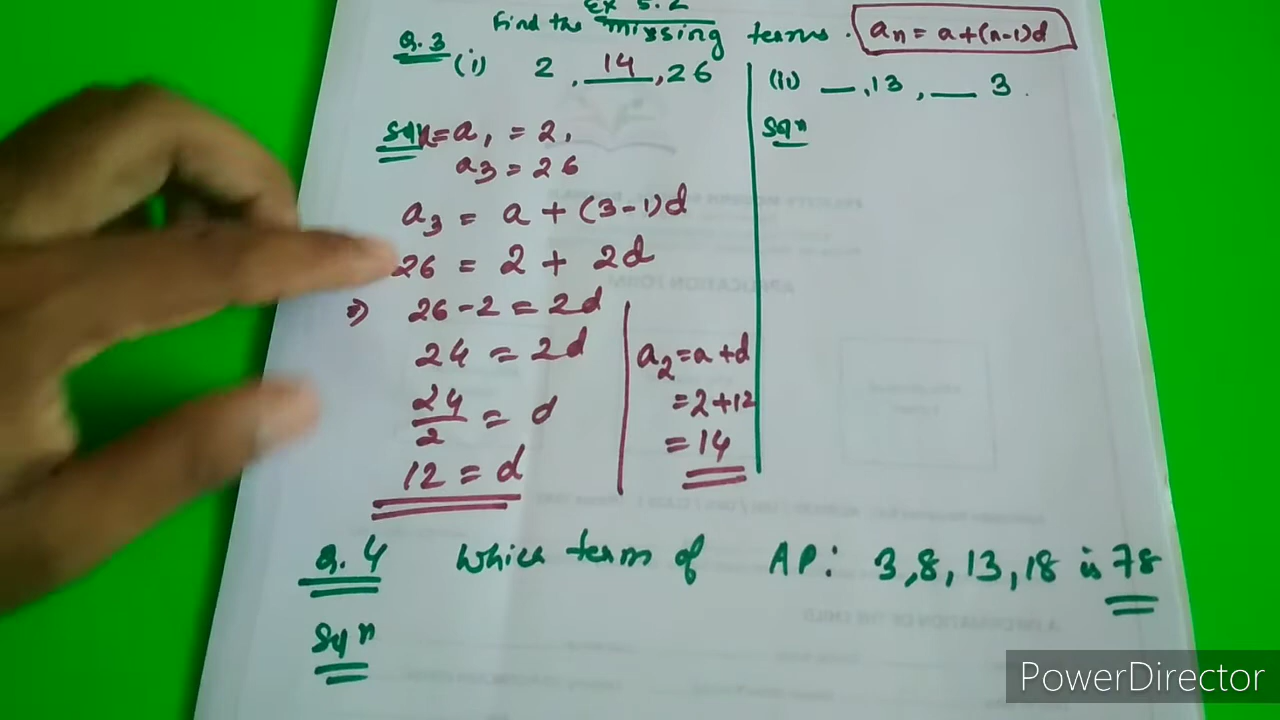 Ex 5.2
Find the missing terms. an = a+(n-1)d
Q.3 (i) 2, 14, 26
Soln = a1 = 2,
a3 = 26
a3 = a + (3-1)d
26 = 2 + 2d
⇒ 26-2 = 2d
24 = 2d
24/2 = d
12 = d
a2 = a+d
= 2+12
= 14
(ii) __, 13, __ 3.
Soln
Q.4 Which term of AP: 3, 8, 13, 18 is 78
Soln
PowerDirector